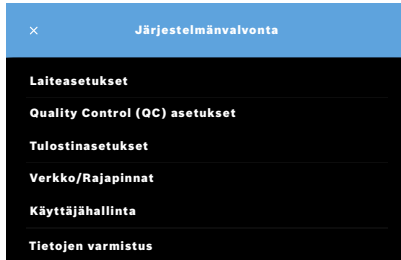 × Järjestelmänvalvonta
Laiteasetukset
Quality Control (QC) asetukset
Tulostinasetukset
Verkko/Rajapinnat
Käyttäjähallinta
Tietojen varmistus